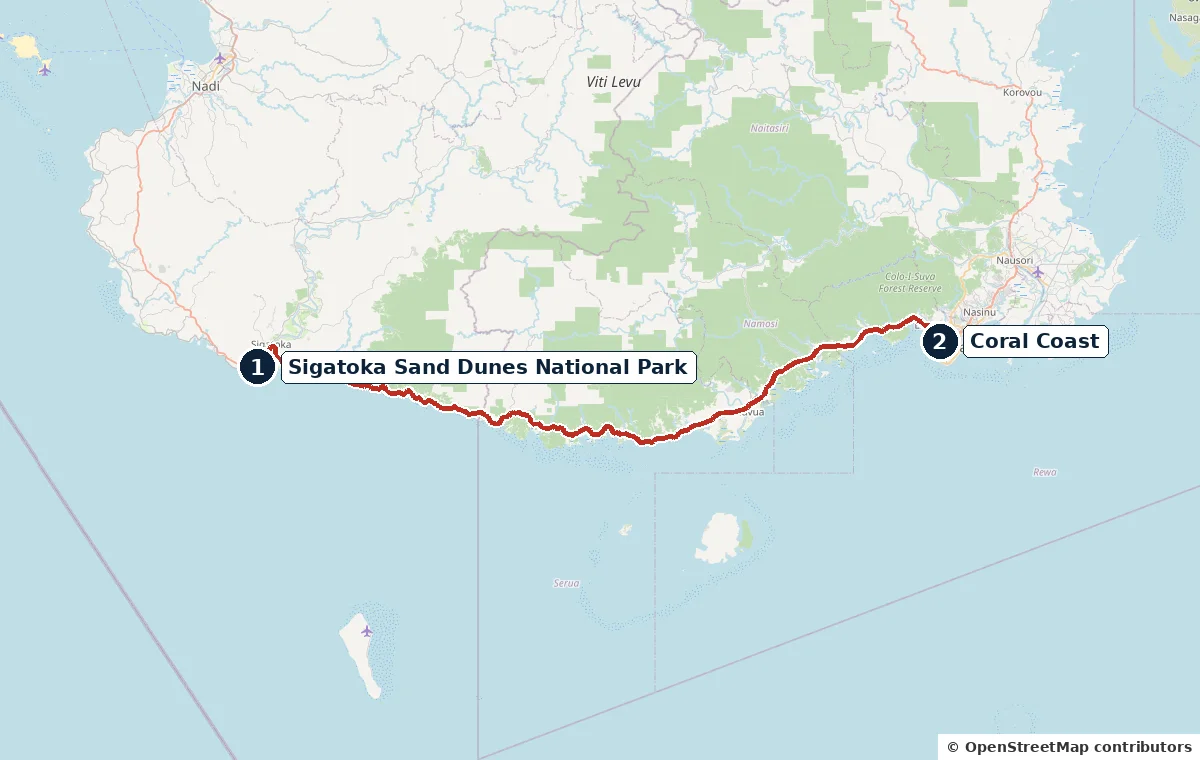 Nasaga
Nadi
Viti Levu
Korovou
Naitasiri
Nausori
Colo-I-Suva
Forest Reserve
Nasinu
Namosi
1
Sigatoka Sand Dunes National Park
2
Coral Coast
Rewa
Serua
© OpenStreetMap contributors